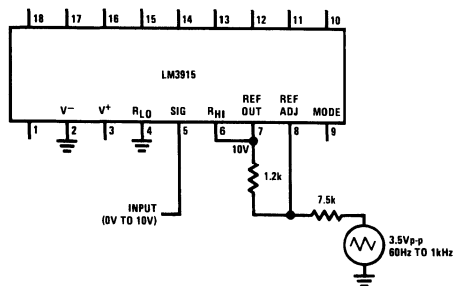 18 17 16 15 14 13 12 11 10
LM3915
REF REF
V− V+ RLO SIG RHI OUT ADJ MODE
1 2 3 4 5 6 7 8 9
10V
1.2k
7.5k
INPUT
(0V TO 10V)
3.5Vp-p
60Hz TO 1kHz